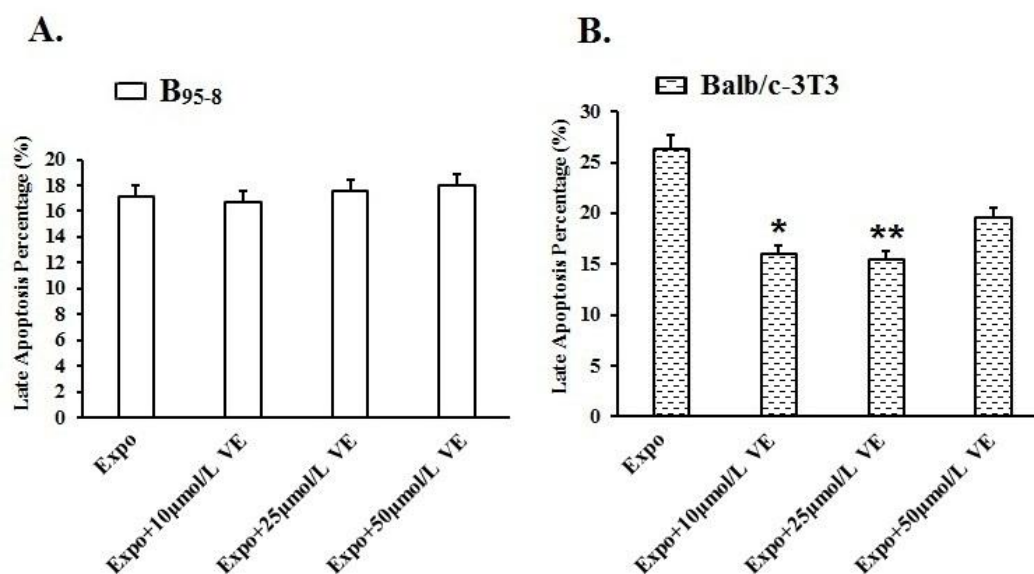 A.
B95-8
Late Apoptosis Percentage (%)
20
18
16
14
12
10
8
6
4
2
0
Expo
Expo+10μmol/L VE
Expo+25μmol/L VE
Expo+50μmol/L VE
B.
Balb/c-3T3
Late Apoptosis Percentage (%)
30
25
20
15
10
5
0
*
**
Expo
Expo+10μmol/L VE
Expo+25μmol/L VE
Expo+50μmol/L VE